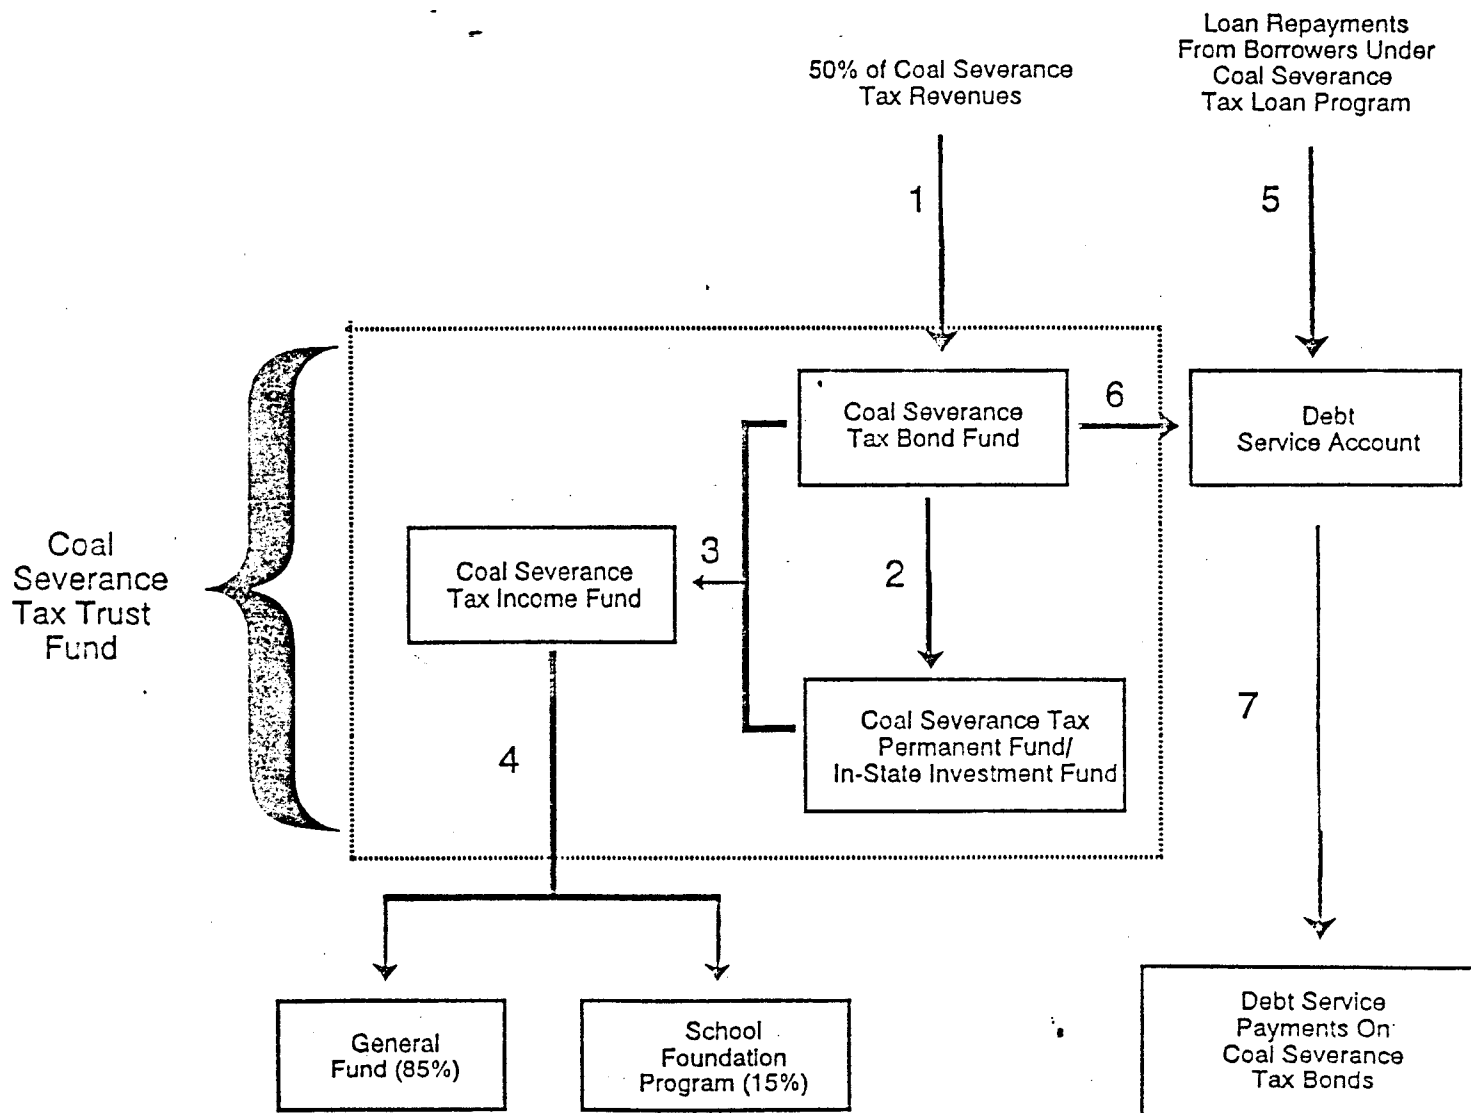 Loan Repayments
From Borrowers Under
Coal Severance
Tax Loan Program
50% of Coal Severance
Tax Revenues
1
5
Coal Severance
Tax Bond Fund
6
Debt
Service Account
Coal
Severance
Tax Trust
Fund
Coal Severance
Tax Income Fund
3
2
Coal Severance Tax
Permanent Fund/
In-State Investment Fund
4
7
General
Fund (85%)
School
Foundation
Program (15%)
Debt Service
Payments On
Coal Severance
Tax Bonds